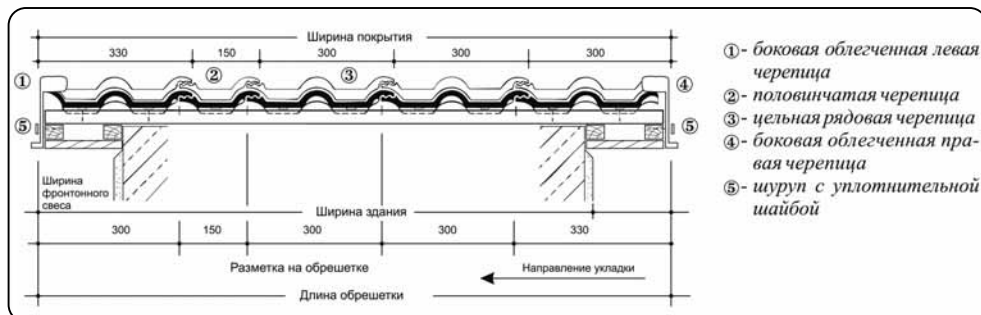 Ширина покрытия
330 150 300 300 300
① ② ③ ④
⑤ ⑤
Ширина
фронтонного
свеса
Ширина здания
300 150 300 300 330
Разметка на обрешетке
Направление укладки
Длина обрешетки
①- боковая облегченная левая
черепица
②- половинчатая черепица
③- цельная рядовая черепица
④- боковая облегченная пра-
вая черепица
⑤- шуруп с уплотнительной
шайбой